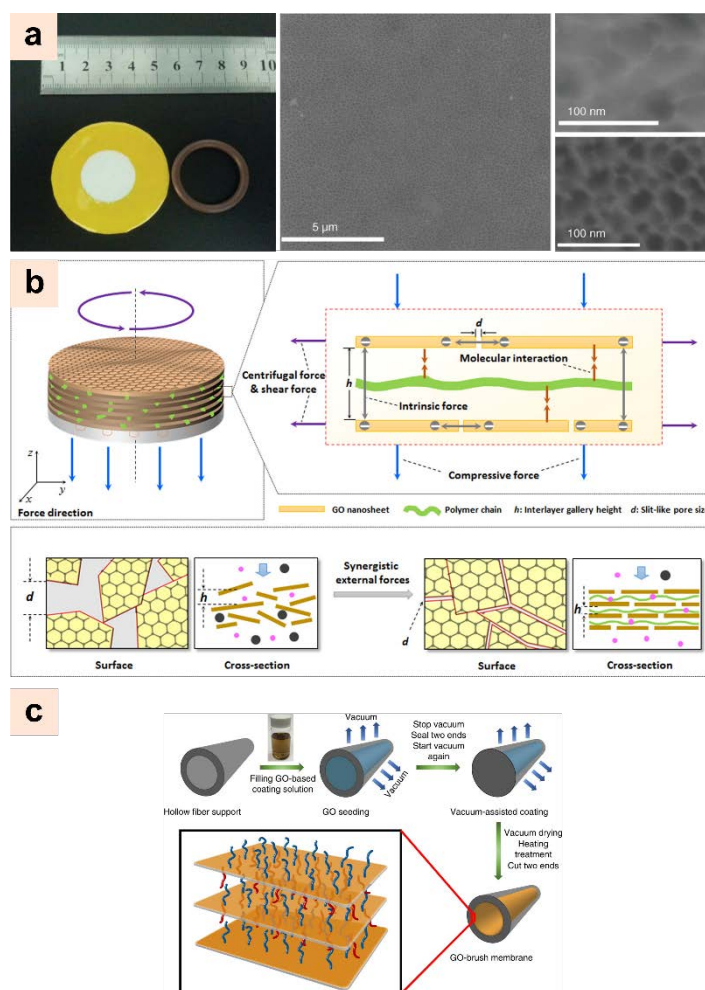 a
1 2 3 4 5 6 7 8 9 10
5 µm
100 nm
100 nm
b
Centrifugal force
& shear force
Force direction
z
y
x
d
h
Molecular interaction
Intrinsic force
Compressive force
GO nanosheet
Polymer chain
h: Interlayer gallery height
d: Slit-like pore siz
d
h
Surface
Cross-section
Synergistic
external forces
d
h
Surface
Cross-section
c
Hollow fiber support
Filling GO-based
coating solution
Vacuum
Vacuum
GO seeding
Stop vacuum
Seal two ends
Start vacuum
again
Vacuum-assisted coating
Vacuum drying
Heating
treatment
Cut two ends
GO-brush membrane